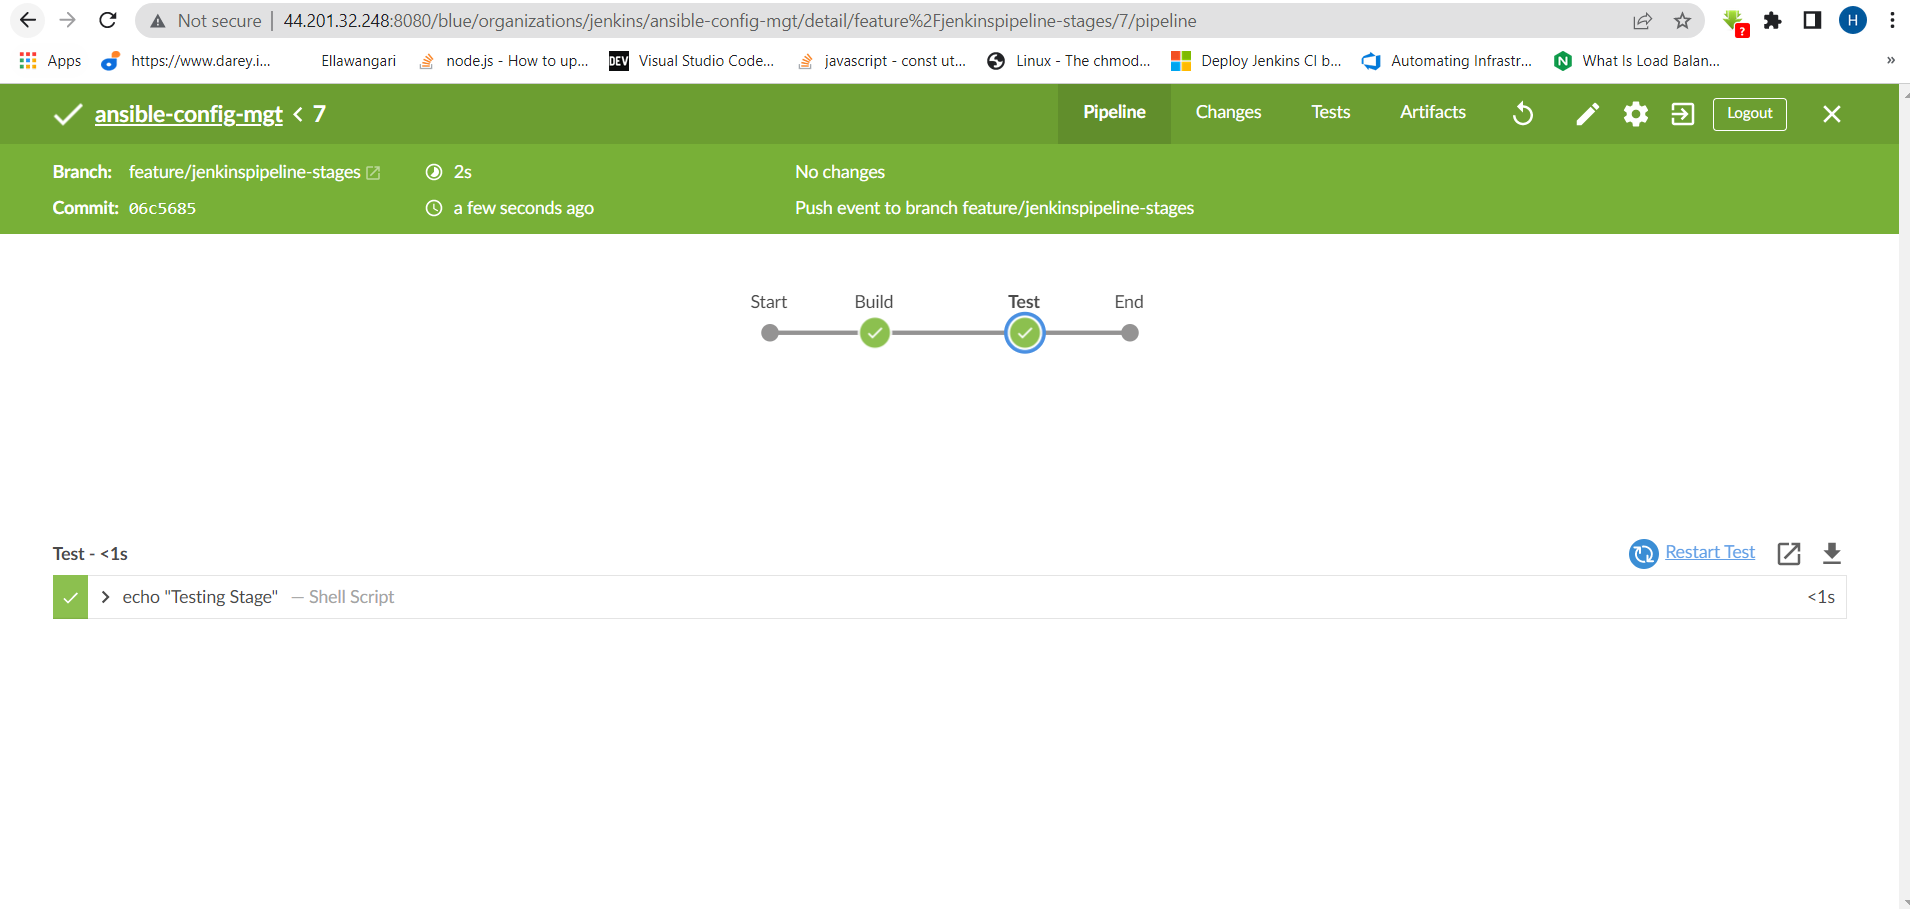 Not secure | 44.201.32.248:8080/blue/organizations/jenkins/ansible-config-mgt/detail/feature%2Fjenkinspipeline-stages/7/pipeline
?
H
Apps https://www.darey.i... Ellawangari node.js - How to up... DEV Visual Studio Code... javascript - const ut... Linux - The chmod... Deploy Jenkins CI b... Automating Infrastr... N What Is Load Balan... »
ansible-config-mgt < 7 Pipeline Changes Tests Artifacts Logout
Branch: feature/jenkinspipeline-stages 2s No changes
Commit: 06c5685 a few seconds ago Push event to branch feature/jenkinspipeline-stages
Start Build Test End
Test - <1s Restart Test
echo "Testing Stage" — Shell Script <1s